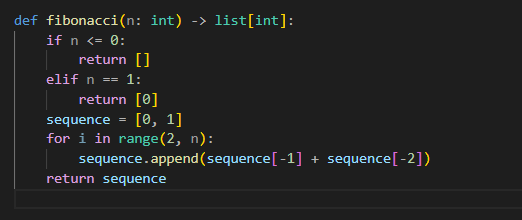 def fibonacci(n: int) -> list[int]:
    if n <= 0:
        return []
    elif n == 1:
        return [0]
    sequence = [0, 1]
    for i in range(2, n):
        sequence.append(sequence[-1] + sequence[-2])
    return sequence